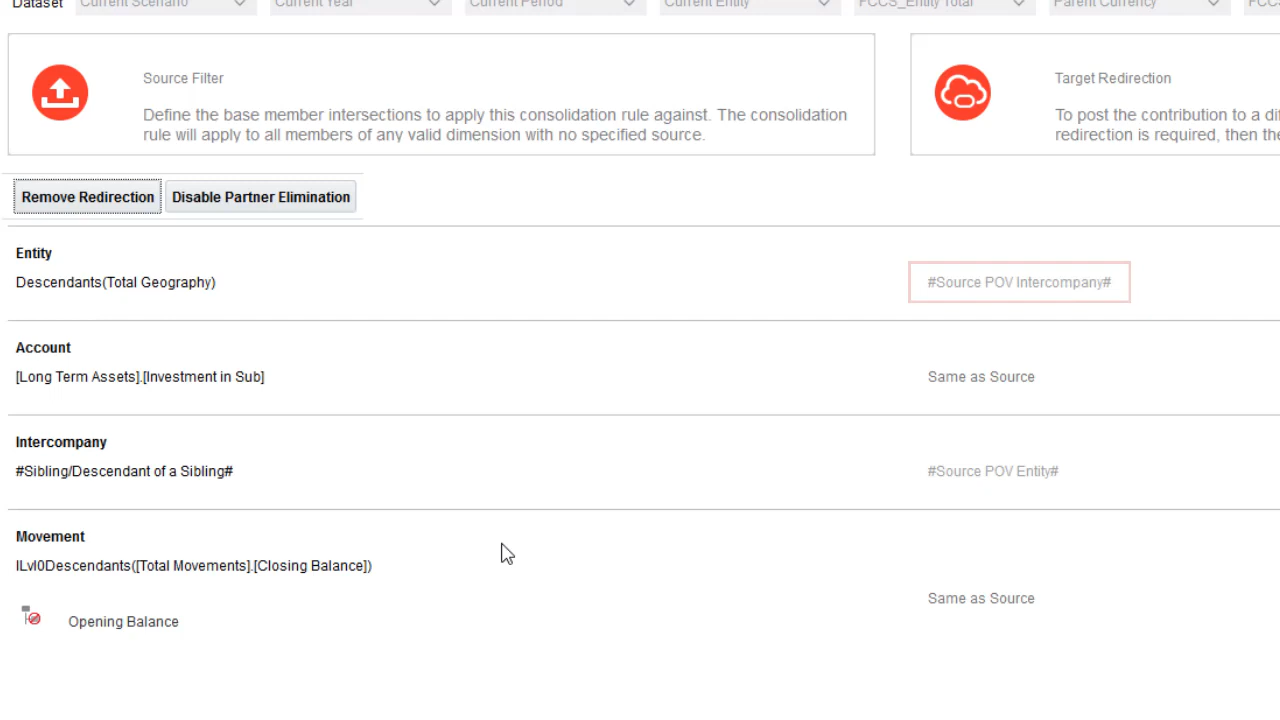 Dataset Current Scenario Current Year Current Period Current Entity FCCS_Entity Total Parent Currency FCCS
Source Filter
Define the base member intersections to apply this consolidation rule against. The consolidation
rule will apply to all members of any valid dimension with no specified source.
Target Redirection
To post the contribution to a di
redirection is required, then the
Remove Redirection Disable Partner Elimination
Entity
Descendants(Total Geography)
#Source POV Intercompany#
Account
[Long Term Assets].[Investment in Sub]
Same as Source
Intercompany
#Sibling/Descendant of a Sibling#
#Source POV Entity#
Movement
ILvl0Descendants([Total Movements].[Closing Balance])
Same as Source
Opening Balance